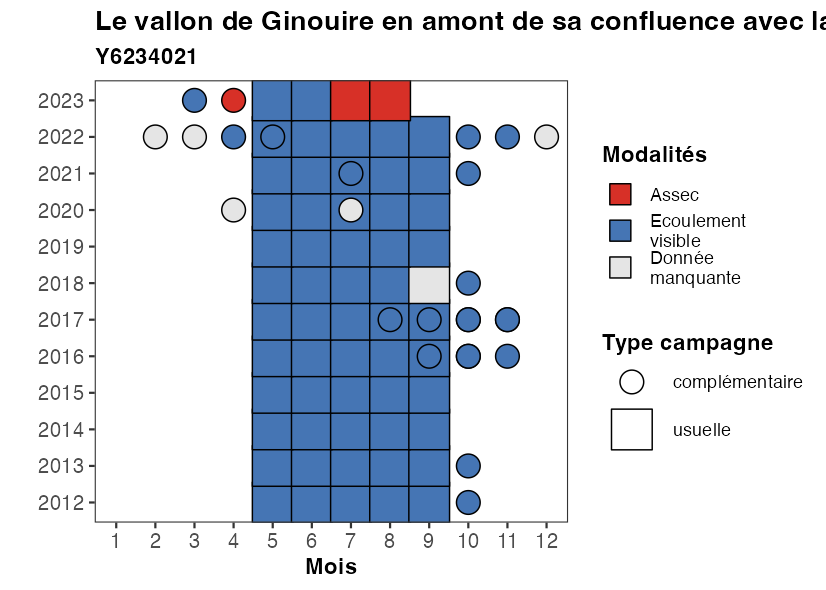 Le vallon de Ginouire en amont de sa confluence avec la
Y6234021
2023
2022
2021
2020
2019
2018
2017
2016
2015
2014
2013
2012
1 2 3 4 5 6 7 8 9 10 11 12
Mois
Modalités
Assec
Ecoulement
visible
Donnée
manquante
Type campagne
complémentaire
usuelle